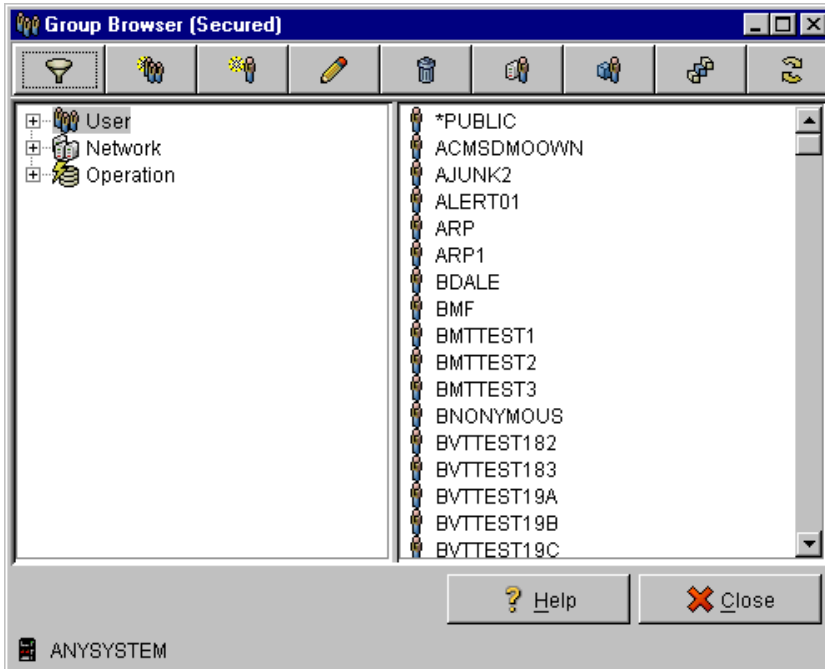 Group Browser (Secured)
User
Network
Operation
*PUBLIC
ACMSDMOOWN
AJUNK2
ALERT01
ARP
ARP1
BDALE
BMF
BMTTEST1
BMTTEST2
BMTTEST3
BNONYMOUS
BVTTEST182
BVTTEST183
BVTTEST19A
BVTTEST19B
BVTTEST19C
Help
Close
ANYSYSTEM